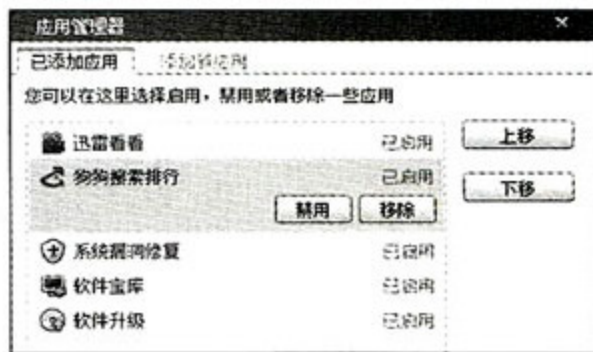 应用管理器
已添加应用 添加新应用
您可以在这里选择启用，禁用或者移除一些应用
迅雷看看 已启用 上移
狗狗搜索排行 已启用 下移
禁用 移除
系统漏洞修复 已启用
软件宝库 已启用
软件升级 已启用